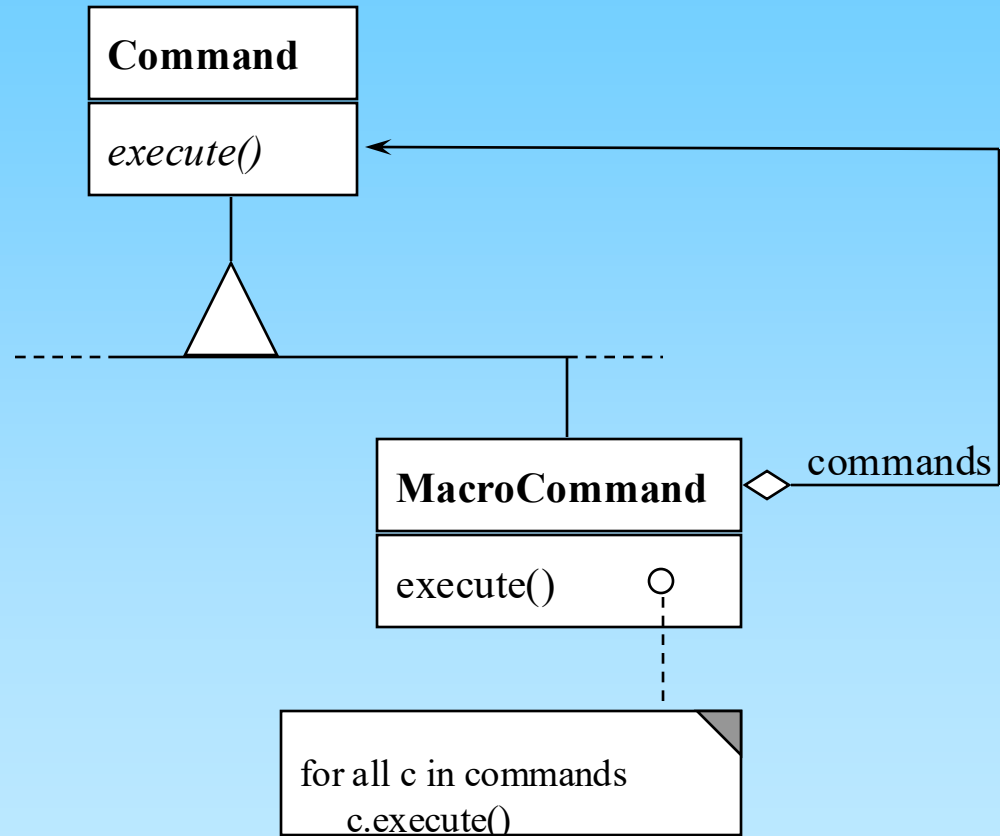 Command
execute()
commands
MacroCommand
execute()
for all c in commands
c.execute()